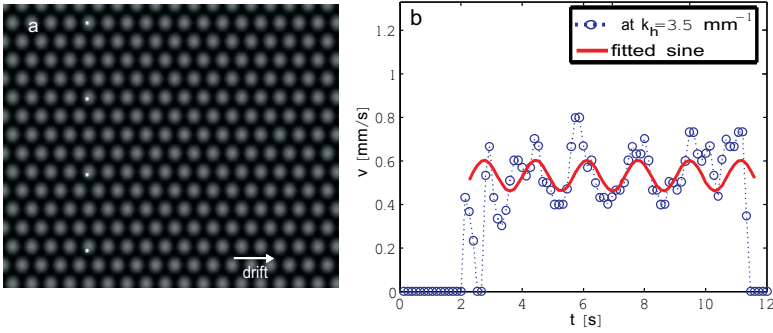 a
drift
b
at k_h=3.5 mm^-1
fitted sine
v [mm/s]
1.2
1
0.8
0.6
0.4
0.2
0
0 2 4 6 8 10 12
t [s]